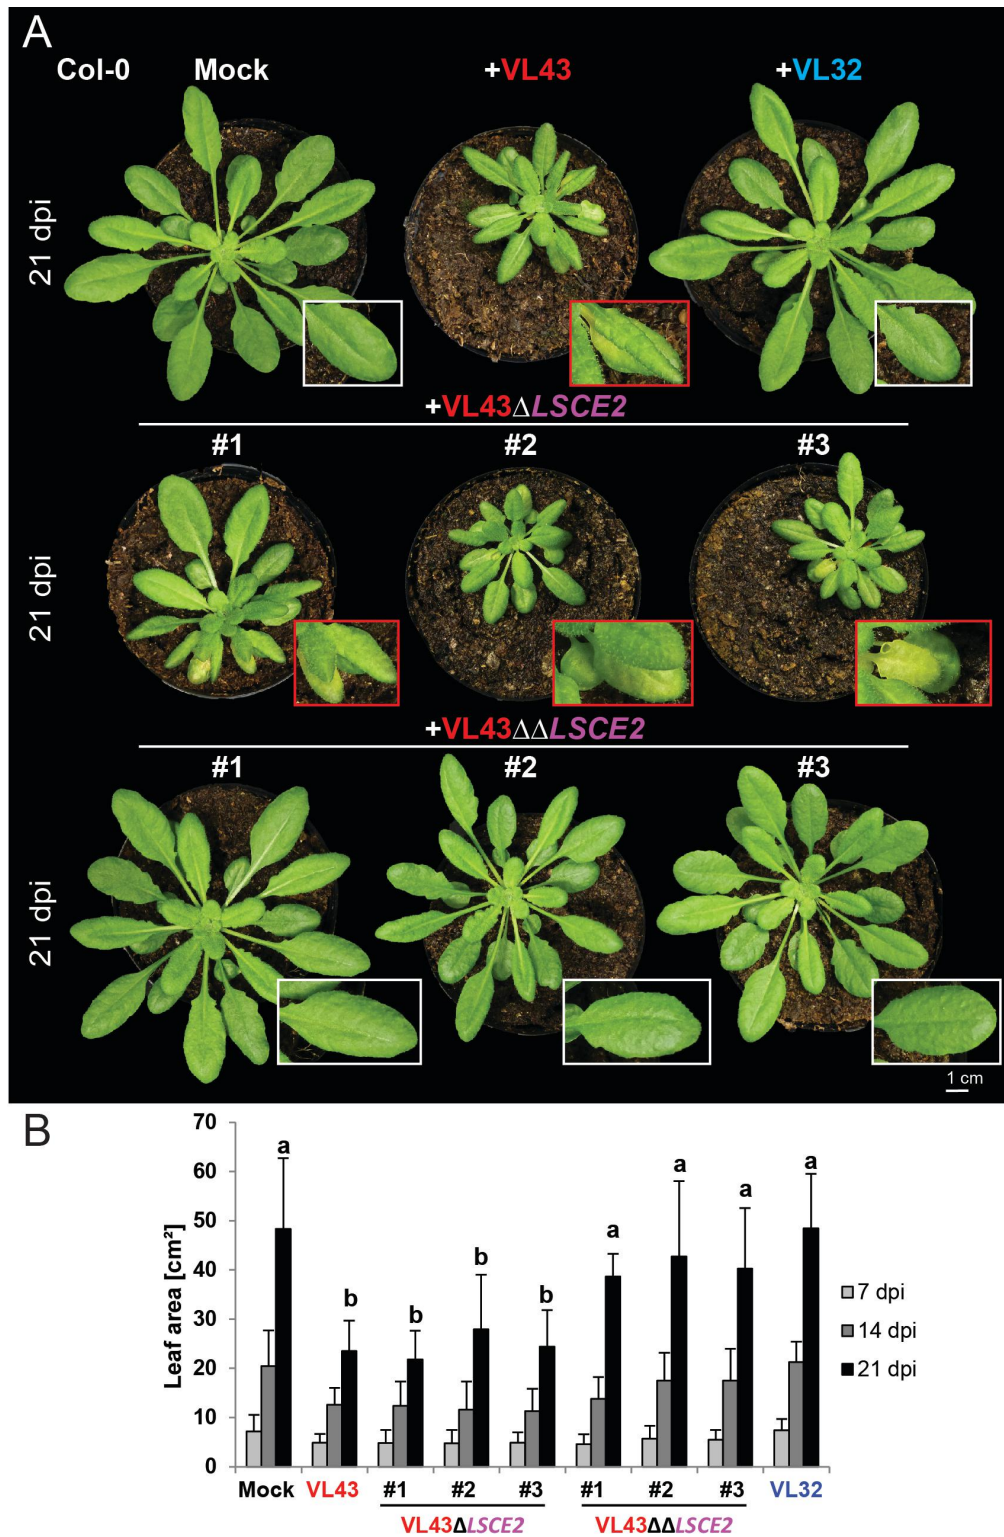 A
Col-0 Mock +VL43 +VL32
21 dpi
+VL43ΔLSCE2
#1 #2 #3
21 dpi
+VL43ΔΔLSCE2
#1 #2 #3
21 dpi
1 cm
B
Leaf area [cm²]
70
60
50
40
30
20
10
0
a b b b b a a a a
7 dpi
14 dpi
21 dpi
Mock VL43 #1 #2 #3 #1 #2 #3 VL32
VL43ΔLSCE2 VL43ΔΔLSCE2